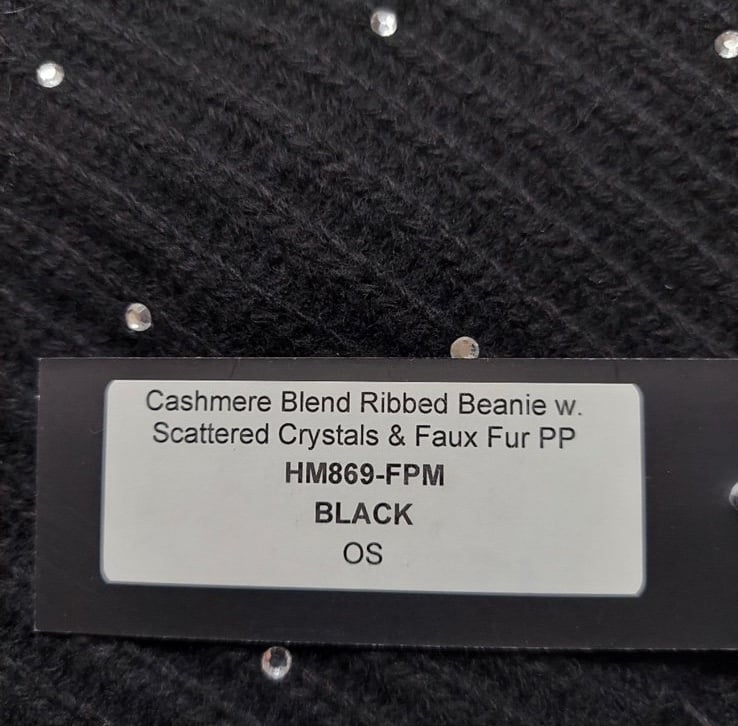 Cashmere Blend Ribbed Beanie w.
Scattered Crystals & Faux Fur PP
HM869-FPM
BLACK
OS